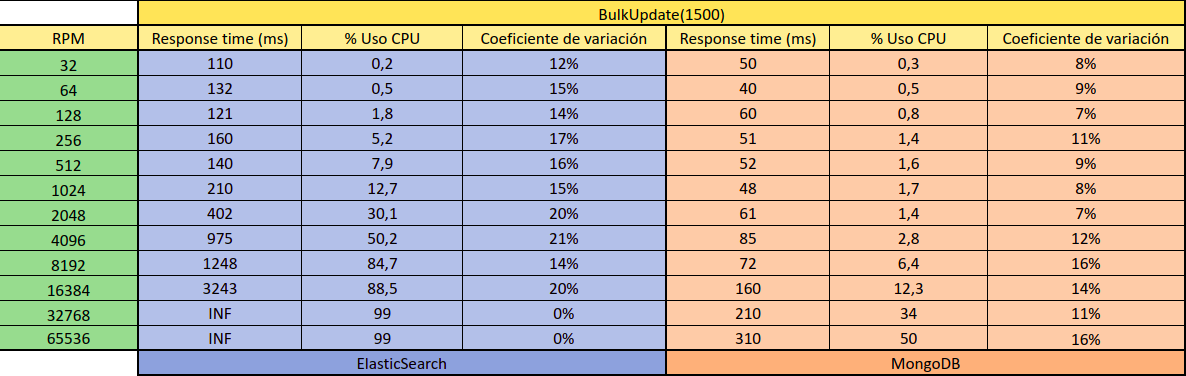 BulkUpdate(1500)
RPM Response time (ms) % Uso CPU Coeficiente de variación Response time (ms) % Uso CPU Coeficiente de variación
32 110 0,2 12% 50 0,3 8%
64 132 0,5 15% 40 0,5 9%
128 121 1,8 14% 60 0,8 7%
256 160 5,2 17% 51 1,4 11%
512 140 7,9 16% 52 1,6 9%
1024 210 12,7 15% 48 1,7 8%
2048 402 30,1 20% 61 1,4 7%
4096 975 50,2 21% 85 2,8 12%
8192 1248 84,7 14% 72 6,4 16%
16384 3243 88,5 20% 160 12,3 14%
32768 INF 99 0% 210 34 11%
65536 INF 99 0% 310 50 16%
ElasticSearch MongoDB